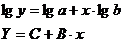 lg y = lg a + x·lg b
Y = C + B·x